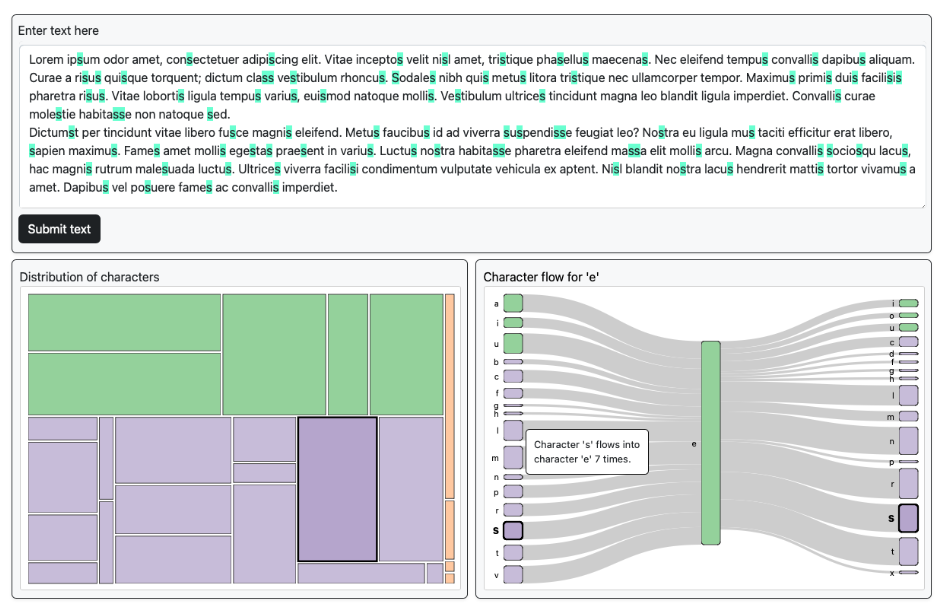 Enter text here
Lorem ipsum odor amet, consectetuer adipiscing elit. Vitae inceptos velit nisl amet, tristique phasellus maecenas. Nec eleifend tempus convallis dapibus aliquam.
Curae a risus quisque torquent; dictum class vestibulum rhoncus. Sodales nibh quis metus litora tristique nec ullamcorper tempor. Maximus primis duis facilisis
pharetra risus. Vitae lobortis ligula tempus varius, euismod natoque mollis. Vestibulum ultrices tincidunt magna leo blandit ligula imperdiet. Convallis curae
molestie habitasse non natoque sed.
Dictumst per tincidunt vitae libero fusce magnis eleifend. Metus faucibus id ad viverra suspendisse feugiat leo? Nostra eu ligula mus taciti efficitur erat libero,
sapien maximus. Fames amet mollis egestas praesent in varius. Luctus nostra habitasse pharetra eleifend massa elit mollis arcu. Magna convallis sociosqu lacus,
hac magnis rutrum malesuada luctus. Ultrices viverra facilisi condimentum vulputate vehicula ex aptent. Nisl blandit nostra lacus hendrerit mattis tortor vivamus a
amet. Dapibus vel posuere fames ac convallis imperdiet.
Submit text
Distribution of characters
Character flow for 'e'
a
i
u
b
c
f
g
h
l
m
n
p
r
s
t
v
e
Character 's' flows into
character 'e' 7 times.
i
o
u
c
d
f
g
h
l
m
n
p
r
s
t
x